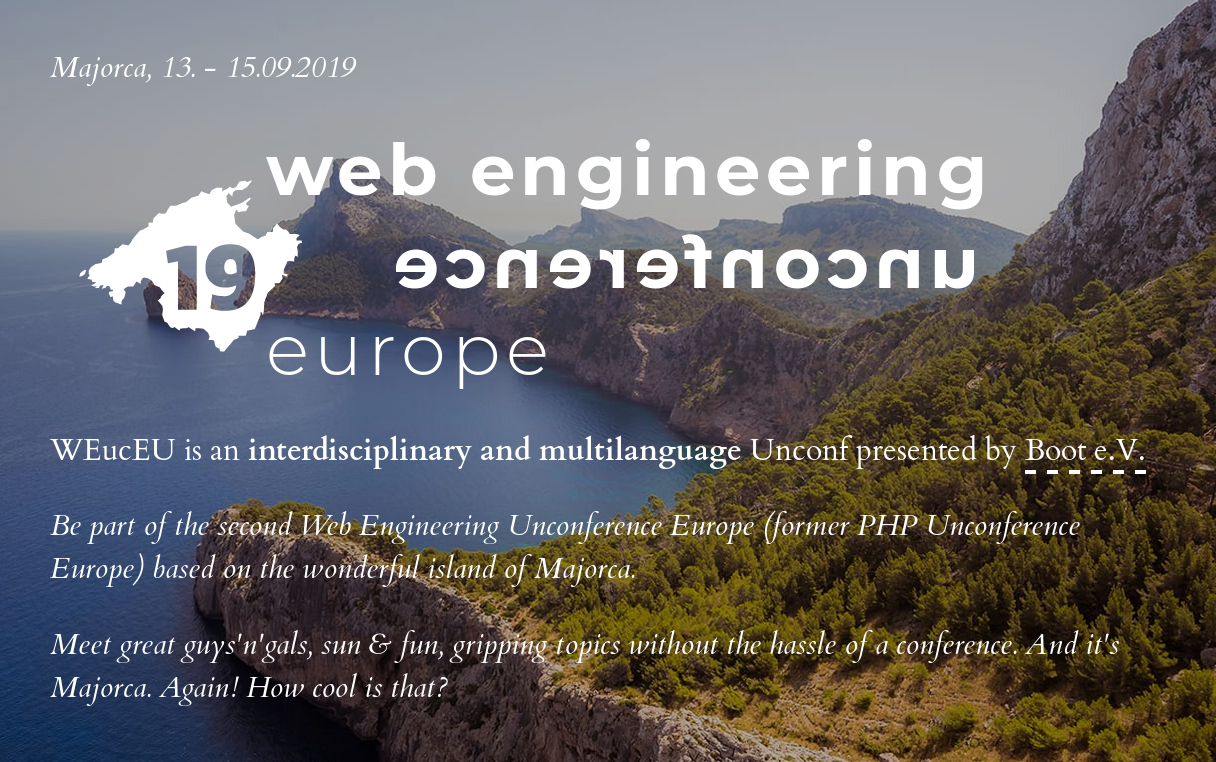 Majorca, 13. - 15.09.2019
web engineering
19
unconference
europe
WEucEU is an interdisciplinary and multilanguage Unconf presented by Boot e.V.
Be part of the second Web Engineering Unconference Europe (former PHP Unconference
Europe) based on the wonderful island of Majorca.
Meet great guys'n'gals, sun & fun, gripping topics without the hassle of a conference. And it's
Majorca. Again! How cool is that?